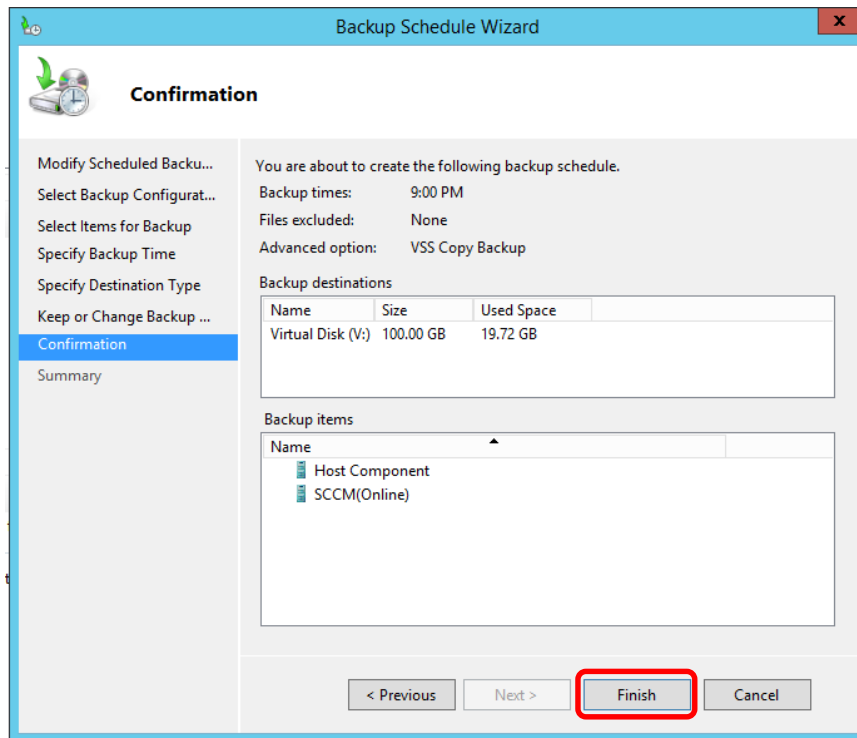 Backup Schedule Wizard
x
Confirmation
Modify Scheduled Backu...
Select Backup Configurat...
Select Items for Backup
Specify Backup Time
Specify Destination Type
Keep or Change Backup ...
Confirmation
Summary
You are about to create the following backup schedule.
Backup times: 9:00 PM
Files excluded: None
Advanced option: VSS Copy Backup
Backup destinations
Name Size Used Space
Virtual Disk (V:) 100.00 GB 19.72 GB
Backup items
Name
Host Component
SCCM(Online)
t
< Previous Next > Finish Cancel